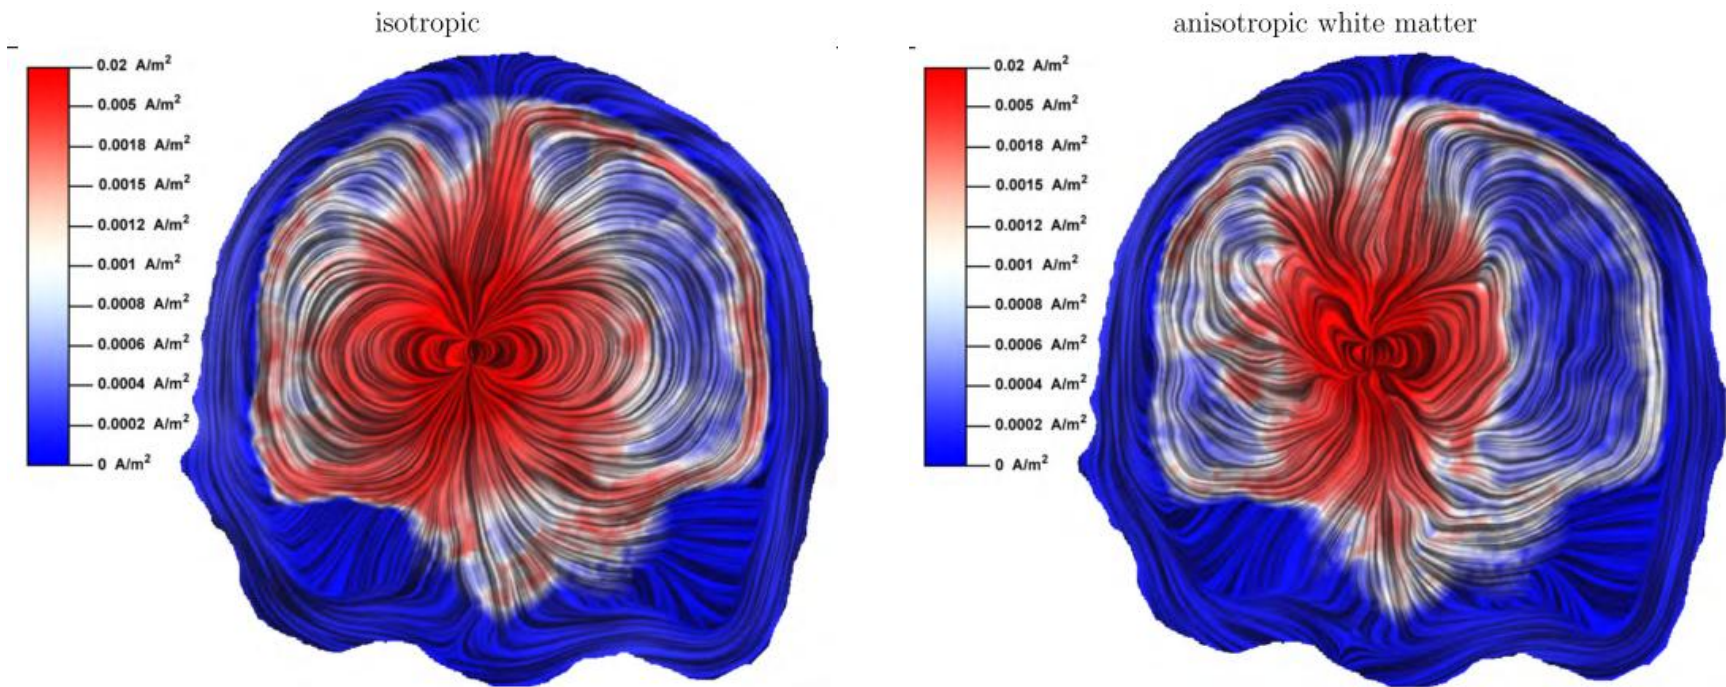 isotropic
0.02 A/m²
0.005 A/m²
0.0018 A/m²
0.0015 A/m²
0.0012 A/m²
0.001 A/m²
0.0008 A/m²
0.0006 A/m²
0.0004 A/m²
0.0002 A/m²
0 A/m²
anisotropic white matter
0.02 A/m²
0.005 A/m²
0.0018 A/m²
0.0015 A/m²
0.0012 A/m²
0.001 A/m²
0.0008 A/m²
0.0006 A/m²
0.0004 A/m²
0.0002 A/m²
0 A/m²